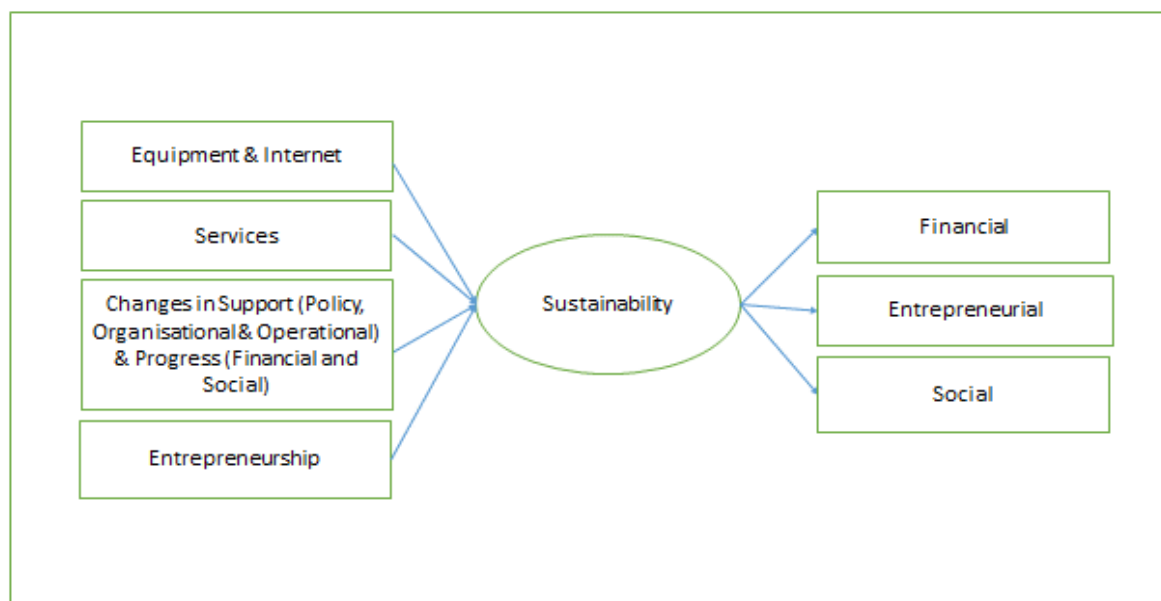 Equipment & Internet
Services
Changes in Support (Policy,
Organisational & Operational)
& Progress (Financial and
Social)
Entrepreneurship
Sustainability
Financial
Entrepreneurial
Social